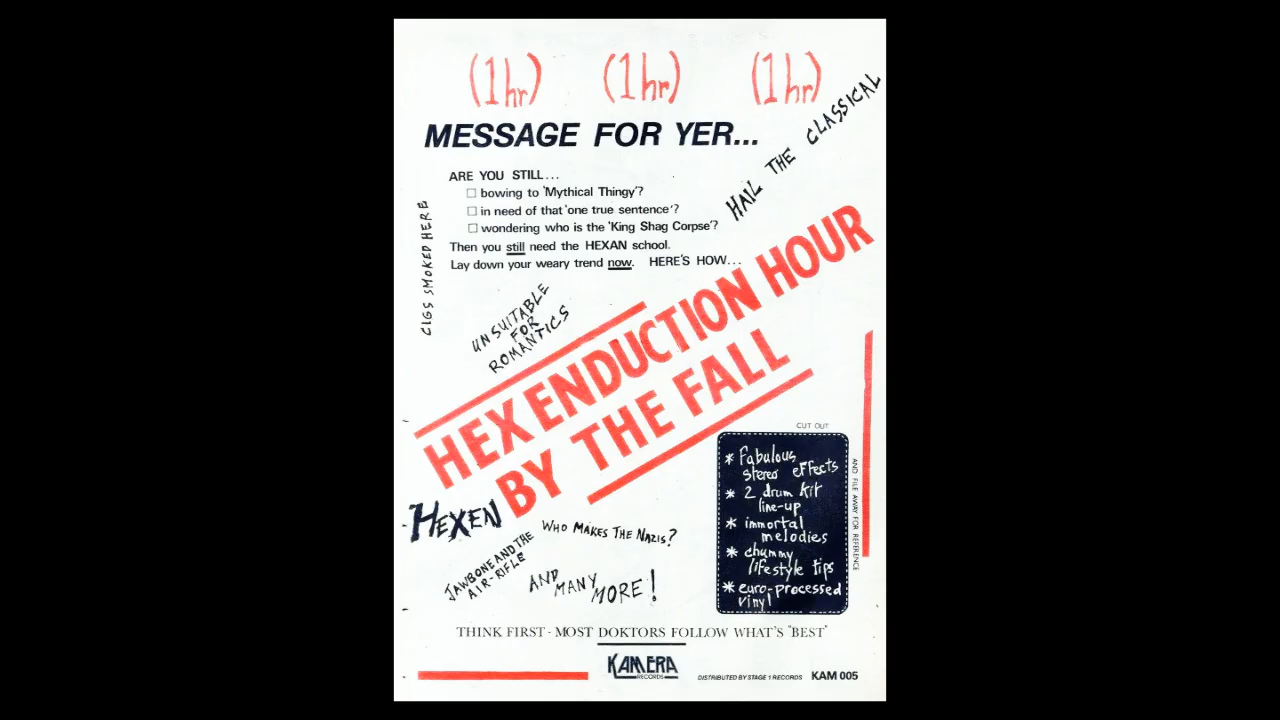 (1hr) (1hr) (1hr)
MESSAGE FOR YER...
HAIL THE CLASSICAL
ARE YOU STILL...
bowing to 'Mythical Thingy'?
in need of that 'one true sentence'?
wondering who is the 'King Shag Corpse'?
Then you still need the HEXAN school.
Lay down your weary trend now. HERE'S HOW...
CIGS SMOKED HERE
UNSUITABLE
FOR
ROMANTICS
HEX ENDUCTION HOUR
BY THE FALL
HEXEN
WHO MAKES THE NAZIS?
JAWBONE AND THE
AIR-RIFLE
AND
MANY
MORE!
CUT OUT
AND FILE AWAY FOR REFERENCE
* Fabulous
stereo effects
* 2 drum kit
line-up
* immortal
melodies
* chummy
lifestyle tips
* euro-processed
vinyl
THINK FIRST - MOST DOKTORS FOLLOW WHAT'S "BEST"
KAMERA
RECORDS
DISTRIBUTED BY STAGE 1 RECORDS KAM 005